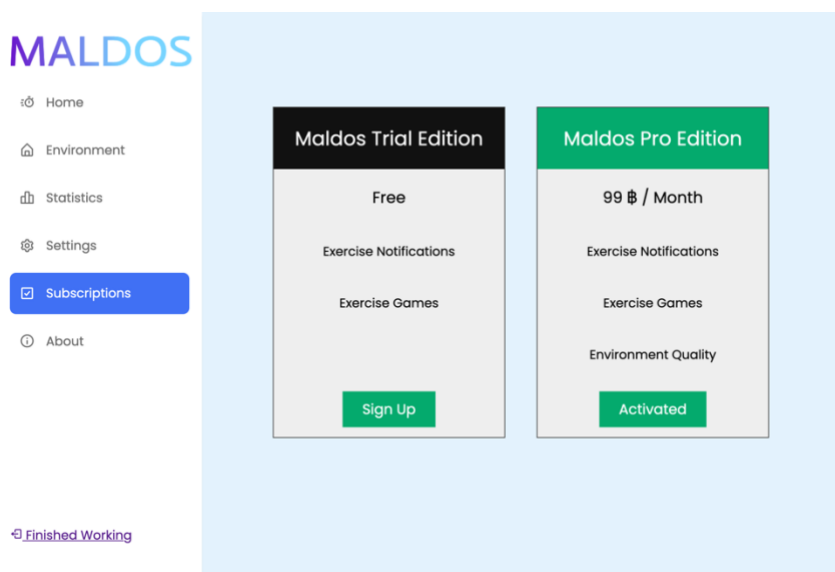 MALDOS
Home
Environment
Statistics
Settings
Subscriptions
About
Finished Working
Maldos Trial Edition
Free
Exercise Notifications
Exercise Games
Sign Up
Maldos Pro Edition
99 ฿ / Month
Exercise Notifications
Exercise Games
Environment Quality
Activated